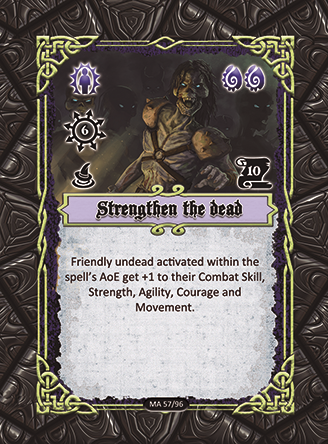 6
10
Strengthen the dead
Friendly undead activated within the
spell's AoE get +1 to their Combat Skill,
Strength, Agility, Courage and
Movement.
MA 57/96